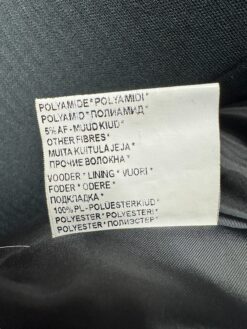 POLYAMIDE*POLYAMIDI*
POLYAMID*ПОЛИАМИД*
5% AF-MUUD KIUD*
OTHER FIBRES*
MUITA KUITULAJEJA*
ПРОЧИЕ ВОЛОКНА*
VOODER*LINING*VUORI*
FODER*ODERE*
ПОДКЛАДКА*
100% PL-POLÜESTERKIUD*
POLYESTER*POLYESTERI*
POLYESTER*ПОЛИЭСТЕР*